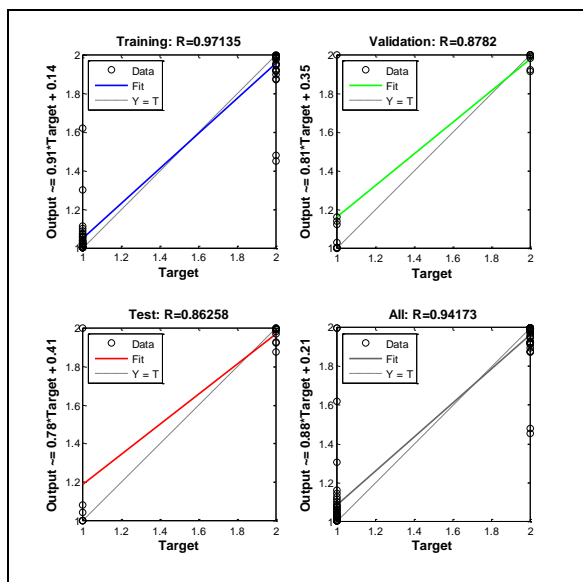 Training: R=0.97135
Output ~= 0.91*Target + 0.14
2
1.8
1.6
1.4
1.2
1
Data
Fit
Y = T
1 1.2 1.4 1.6 1.8 2
Target
Validation: R=0.8782
Output ~= 0.81*Target + 0.35
2
1.8
1.6
1.4
1.2
1
Data
Fit
Y = T
1 1.2 1.4 1.6 1.8 2
Target
Test: R=0.86258
Output ~= 0.78*Target + 0.41
2
1.8
1.6
1.4
1.2
1
Data
Fit
Y = T
1 1.2 1.4 1.6 1.8 2
Target
All: R=0.94173
Output ~= 0.88*Target + 0.21
2
1.8
1.6
1.4
1.2
1
Data
Fit
Y = T
1 1.2 1.4 1.6 1.8 2
Target